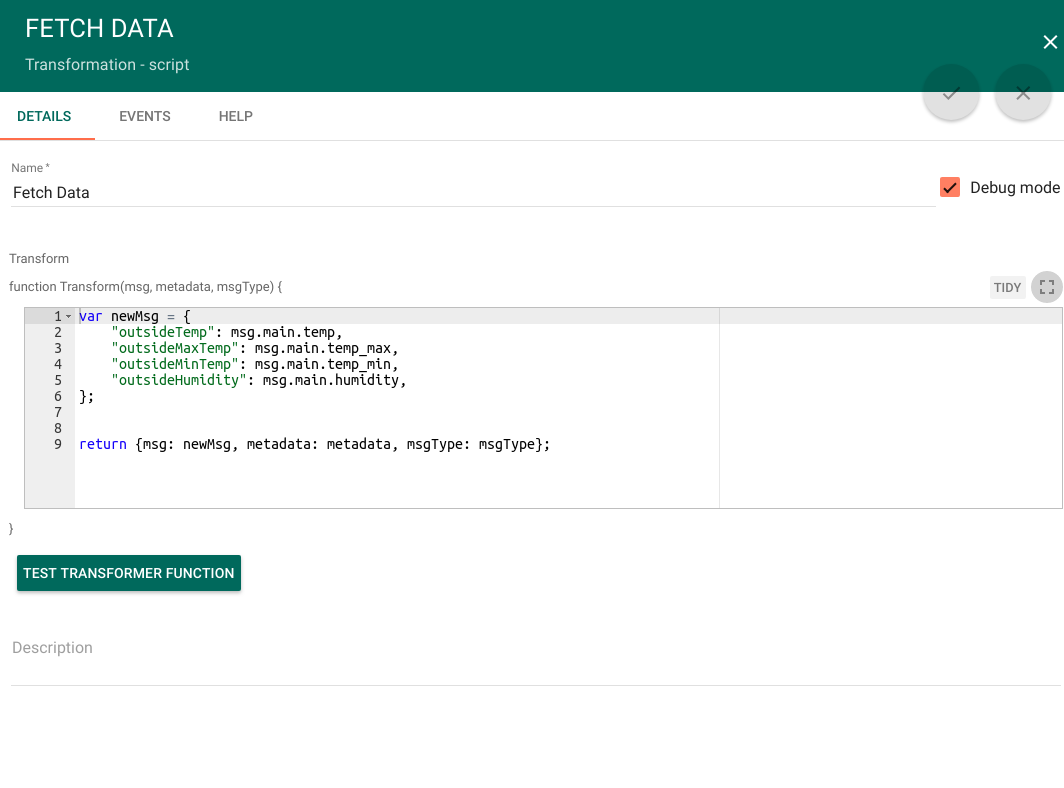 FETCH DATA
Transformation - script
DETAILS EVENTS HELP
Name *
Fetch Data
Debug mode
Transform
function Transform(msg, metadata, msgType) {
TIDY
1 var newMsg = {
2     "outsideTemp": msg.main.temp,
3     "outsideMaxTemp": msg.main.temp_max,
4     "outsideMinTemp": msg.main.temp_min,
5     "outsideHumidity": msg.main.humidity,
6 };
7
8
9 return {msg: newMsg, metadata: metadata, msgType: msgType};
}
TEST TRANSFORMER FUNCTION
Description